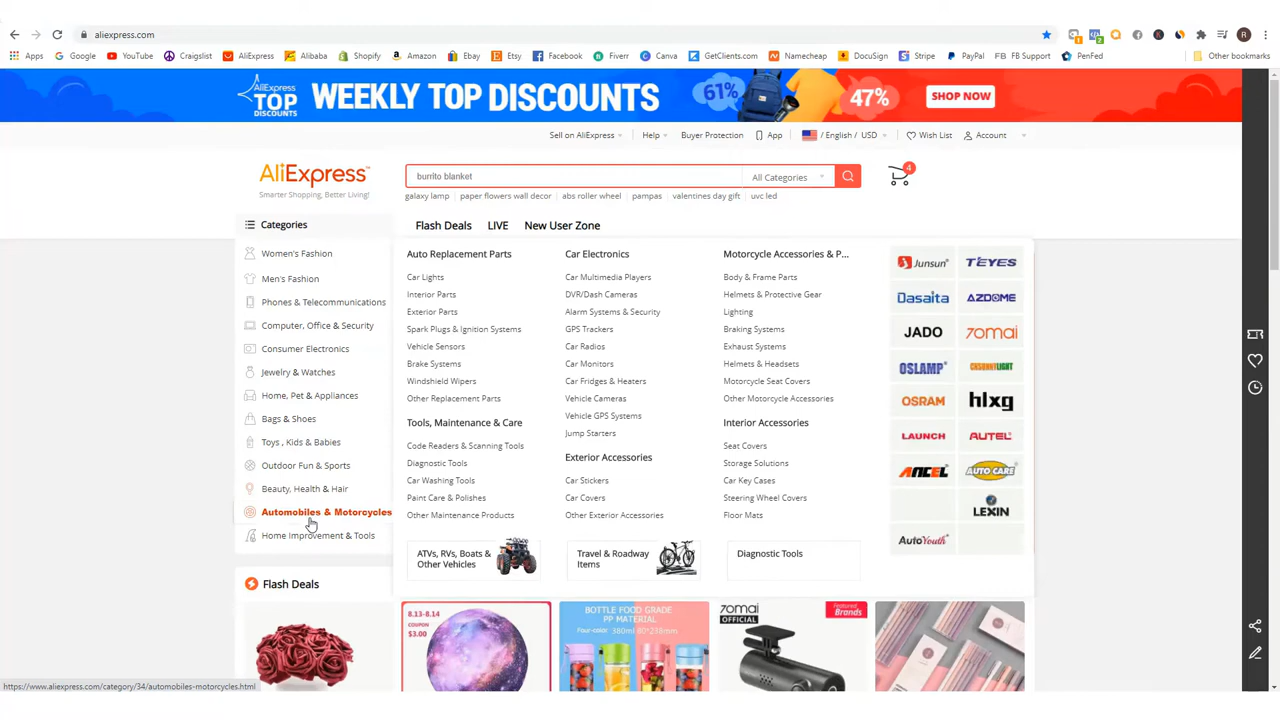 aliexpress.com
Apps Google YouTube Craigslist AliExpress Alibaba Shopify Amazon Ebay Etsy Facebook Fiverr Canva GetClients.com Namecheap DocuSign Stripe PayPal FB FB Support PenFed Other bookmarks
AliExpress TOP DISCOUNTS WEEKLY TOP DISCOUNTS 61% 47% SHOP NOW
Sell on AliExpress Help Buyer Protection App / English / USD Wish List Account
AliExpress burrito blanket All Categories 4
Smarter Shopping, Better Living! galaxy lamp paper flowers wall decor abs roller wheel pampas valentines day gift uvc led
Categories Flash Deals LIVE New User Zone
Women's Fashion
Men's Fashion
Phones & Telecommunications
Computer, Office & Security
Consumer Electronics
Jewelry & Watches
Home, Pet & Appliances
Bags & Shoes
Toys , Kids & Babies
Outdoor Fun & Sports
Beauty, Health & Hair
Automobiles & Motorcycles
Home Improvement & Tools
Auto Replacement Parts
Car Lights
Interior Parts
Exterior Parts
Spark Plugs & Ignition Systems
Vehicle Sensors
Brake Systems
Windshield Wipers
Other Replacement Parts
Tools, Maintenance & Care
Code Readers & Scanning Tools
Diagnostic Tools
Car Washing Tools
Paint Care & Polishes
Other Maintenance Products
Car Electronics
Car Multimedia Players
DVR/Dash Cameras
Alarm Systems & Security
GPS Trackers
Car Radios
Car Monitors
Car Fridges & Heaters
Vehicle Cameras
Vehicle GPS Systems
Jump Starters
Exterior Accessories
Car Stickers
Car Covers
Other Exterior Accessories
Motorcycle Accessories & P...
Body & Frame Parts
Helmets & Protective Gear
Lighting
Braking Systems
Exhaust Systems
Helmets & Headsets
Motorcycle Seat Covers
Other Motorcycle Accessories
Interior Accessories
Seat Covers
Storage Solutions
Car Key Cases
Steering Wheel Covers
Floor Mats
Junsun TEYES
Dasaita AZDOME
JADO 70mai
OSLAMP CNSUNNYLIGHT
OSRAM hlxg
LAUNCH AUTEL
ANCEL AUTO CARE
LEXIN
AutoYouth
ATVs, RVs, Boats & Other Vehicles
Travel & Roadway Items
Diagnostic Tools
Flash Deals
8.13-8.14
COUPON
$3.00
BOTTLE FOOD GRADE
PP MATERIAL
Four-color 380ml 80*238mm
70mai
OFFICIAL
Featured Brands
https://www.aliexpress.com/category/34/automobiles-motorcycles.html